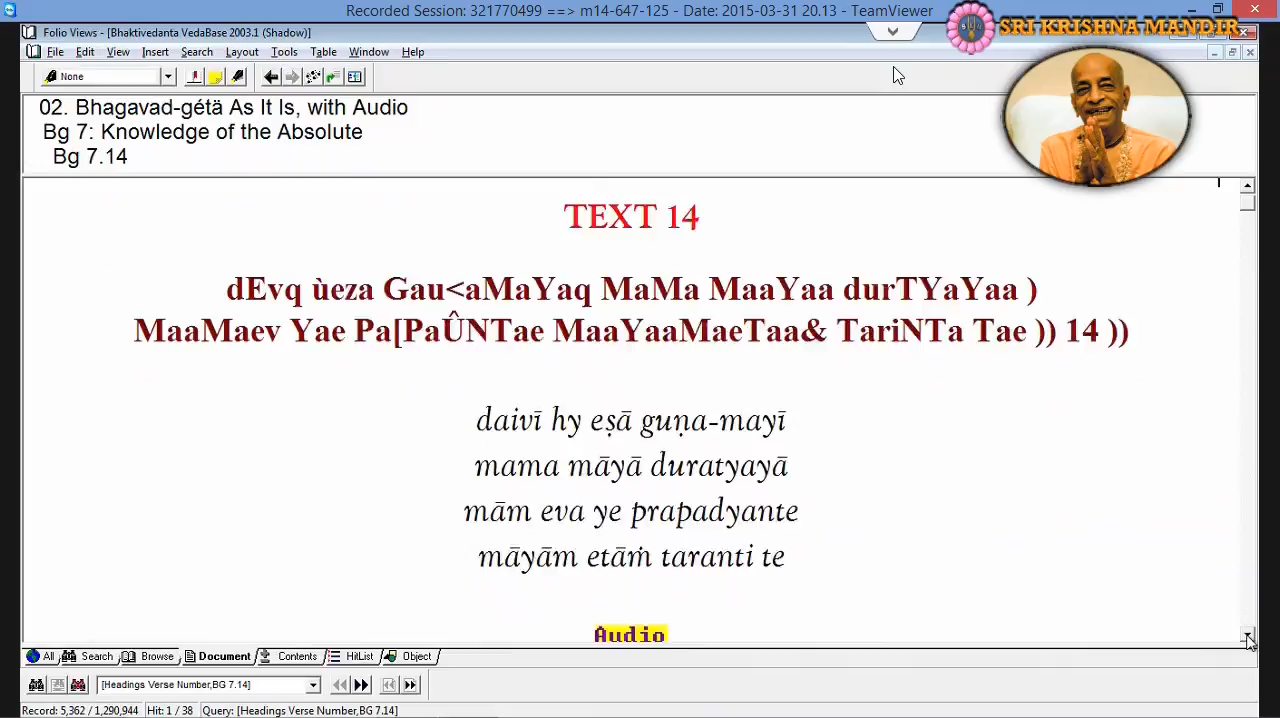 Recorded Session: 321770499 ==> m14-647-125 - Date: 2015-03-31 20.13 - TeamViewer
Folio Views - [Bhaktivedanta VedaBase 2003.1 (Shadow)]
SRI KRISHNA MANDIR
File Edit View Insert Search Layout Tools Table Window Help
None
02. Bhagavad-gétä As It Is, with Audio
Bg 7: Knowledge of the Absolute
Bg 7.14
TEXT 14
dEvq ùeza Gau<aMaYaq MaMa MaaYaa durTYaYaa )
MaaMaev Yae Pa[PaÛNTae MaaYaaMaeTaa& TariNTa Tae )) 14 ))
daivī hy eṣā guṇa-mayī
mama māyā duratyayā
mām eva ye prapadyante
māyām etāṁ taranti te
Audio
All Search Browse Document Contents HitList Object
[Headings Verse Number,BG 7.14]
Record: 5,362 / 1,290,944 Hit: 1 / 38 Query: [Headings Verse Number,BG 7.14]